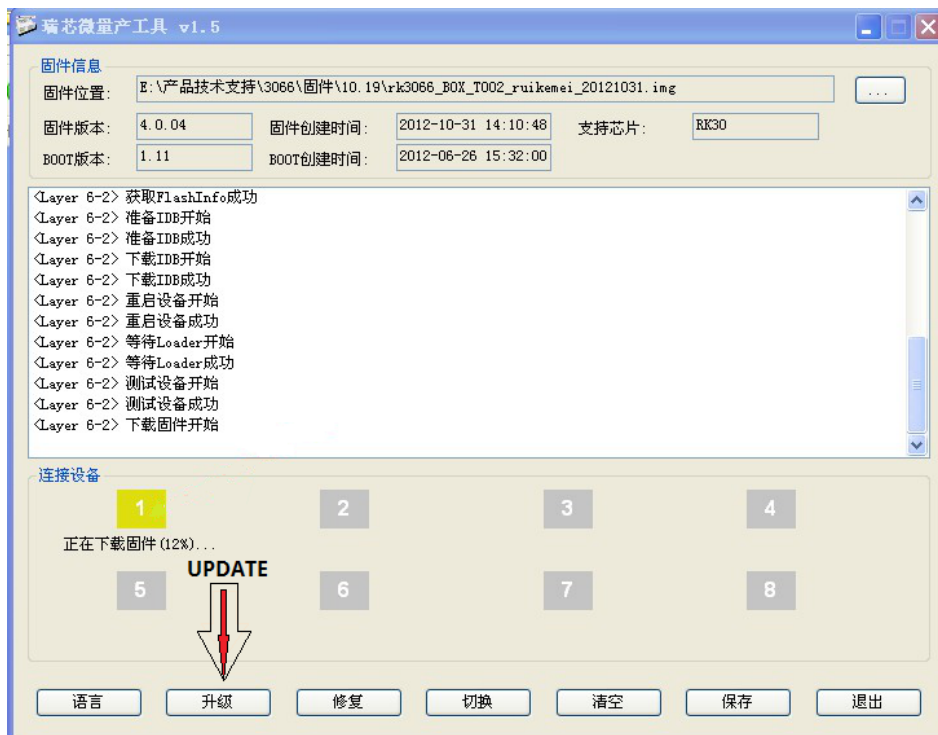 瑞芯微量产工具 v1.5
固件信息
固件位置: E:\产品技术支持\3066\固件\10.19\rk3066_BOX_T002_ruikemei_20121031.img ...
固件版本: 4.0.04 固件创建时间: 2012-10-31 14:10:48 支持芯片: RK30
BOOT版本: 1.11 BOOT创建时间: 2012-06-26 15:32:00
<Layer 6-2> 获取FlashInfo成功
<Layer 6-2> 准备IDB开始
<Layer 6-2> 准备IDB成功
<Layer 6-2> 下载IDB开始
<Layer 6-2> 下载IDB成功
<Layer 6-2> 重启设备开始
<Layer 6-2> 重启设备成功
<Layer 6-2> 等待Loader开始
<Layer 6-2> 等待Loader成功
<Layer 6-2> 测试设备开始
<Layer 6-2> 测试设备成功
<Layer 6-2> 下载固件开始
连接设备
1 2 3 4
正在下载固件(12%)...
UPDATE
5 6 7 8
语言 升级 修复 切换 清空 保存 退出